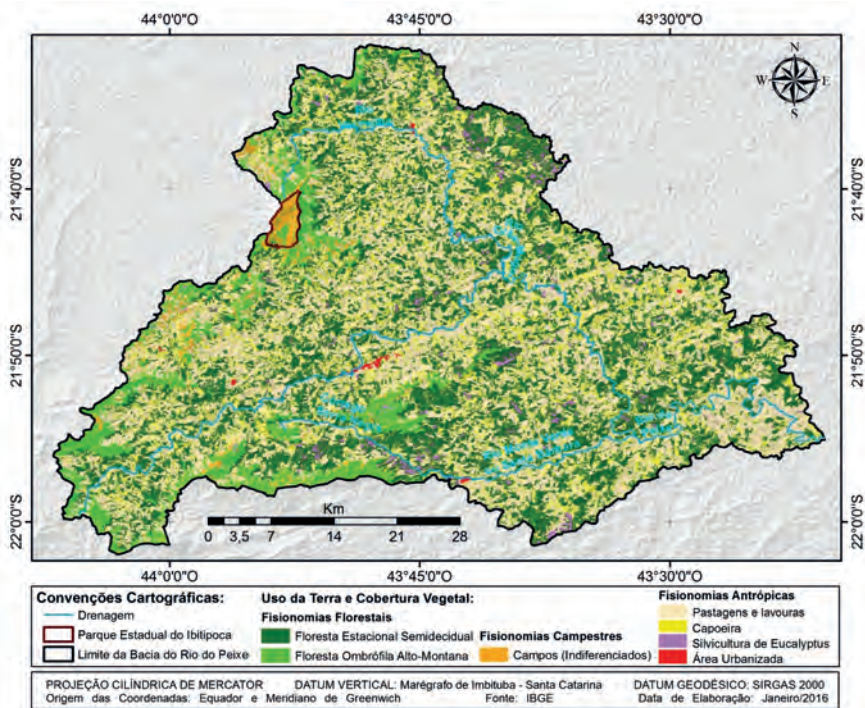 44°0'0"O 43°45'0"O 43°30'0"O
N
W E
S
21°40'0"S 21°40'0"S
21°50'0"S 21°50'0"S
22°0'0"S 22°0'0"S
Km
0 3,5 7 14 21 28
44°0'0"O 43°45'0"O 43°30'0"O
Convenções Cartográficas:
Drenagem
Parque Estadual do Ibitipoca
Limite da Bacia do Rio do Peixe
Uso da Terra e Cobertura Vegetal:
Fisionomias Florestais
Floresta Estacional Semidecidual
Floresta Ombrófila Alto-Montana
Fisionomias Campestres
Campos (Indiferenciados)
Fisionomias Antrópicas
Pastagens e lavouras
Capoeira
Silvicultura de Eucalyptus
Área Urbanizada
PROJEÇÃO CILÍNDRICA DE MERCATOR DATUM VERTICAL: Marégrafo de Imbituba - Santa Catarina DATUM GEODÉSICO: SIRGAS 2000
Origem das Coordenadas: Equador e Meridiano de Greenwich Fonte: IBGE Data de Elaboração: Janeiro/2016